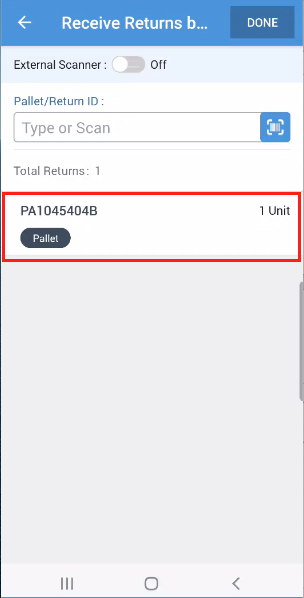 Receive Returns b...
DONE
External Scanner : Off
Pallet/Return ID :
Type or Scan
Total Returns : 1
PA1045404B
1 Unit
Pallet